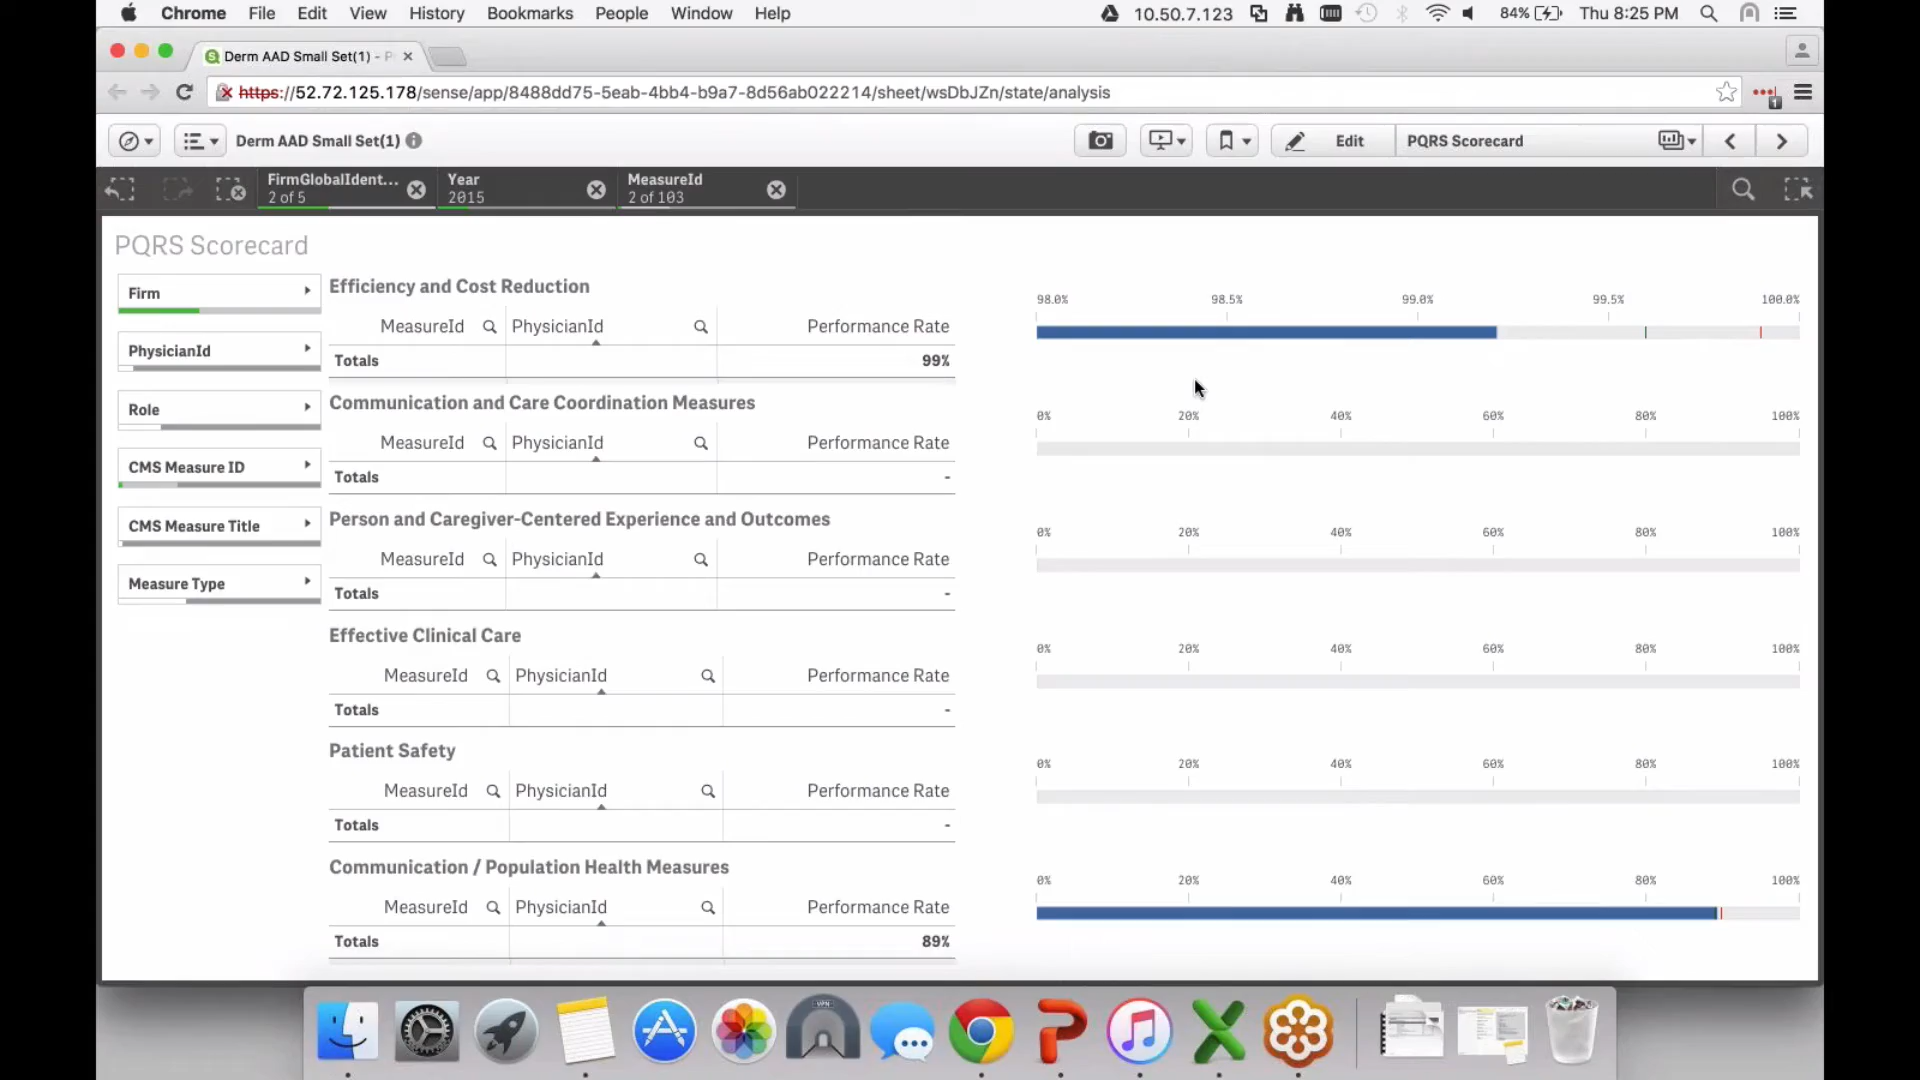 Chrome File Edit View History Bookmarks People Window Help 10.50.7.123 84% Thu 8:25 PM
Derm AAD Small Set(1) - P
https://52.72.125.178/sense/app/8488dd75-5eab-4bb4-b9a7-8d56ab022214/sheet/wsDbJZn/state/analysis
1
Derm AAD Small Set(1) Edit PQRS Scorecard
FirmGlobalIdent... Year MeasureId
2 of 5 2015 2 of 103
PQRS Scorecard
Firm
PhysicianId
Role
CMS Measure ID
CMS Measure Title
Measure Type
Efficiency and Cost Reduction
MeasureId PhysicianId Performance Rate
Totals 99%
98.0% 98.5% 99.0% 99.5% 100.0%
Communication and Care Coordination Measures
MeasureId PhysicianId Performance Rate
Totals -
0% 20% 40% 60% 80% 100%
Person and Caregiver-Centered Experience and Outcomes
MeasureId PhysicianId Performance Rate
Totals -
0% 20% 40% 60% 80% 100%
Effective Clinical Care
MeasureId PhysicianId Performance Rate
Totals -
0% 20% 40% 60% 80% 100%
Patient Safety
MeasureId PhysicianId Performance Rate
Totals -
0% 20% 40% 60% 80% 100%
Communication / Population Health Measures
MeasureId PhysicianId Performance Rate
Totals 89%
0% 20% 40% 60% 80% 100%
VPN